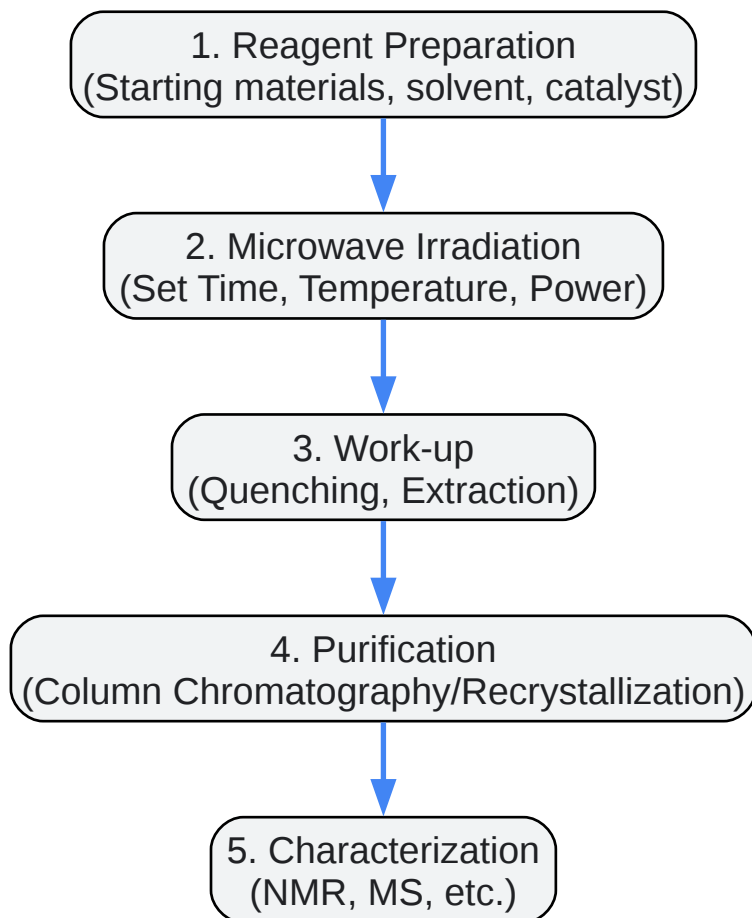 1. Reagent Preparation
(Starting materials, solvent, catalyst)
2. Microwave Irradiation
(Set Time, Temperature, Power)
3. Work-up
(Quenching, Extraction)
4. Purification
(Column Chromatography/Recrystallization)
5. Characterization
(NMR, MS, etc.)